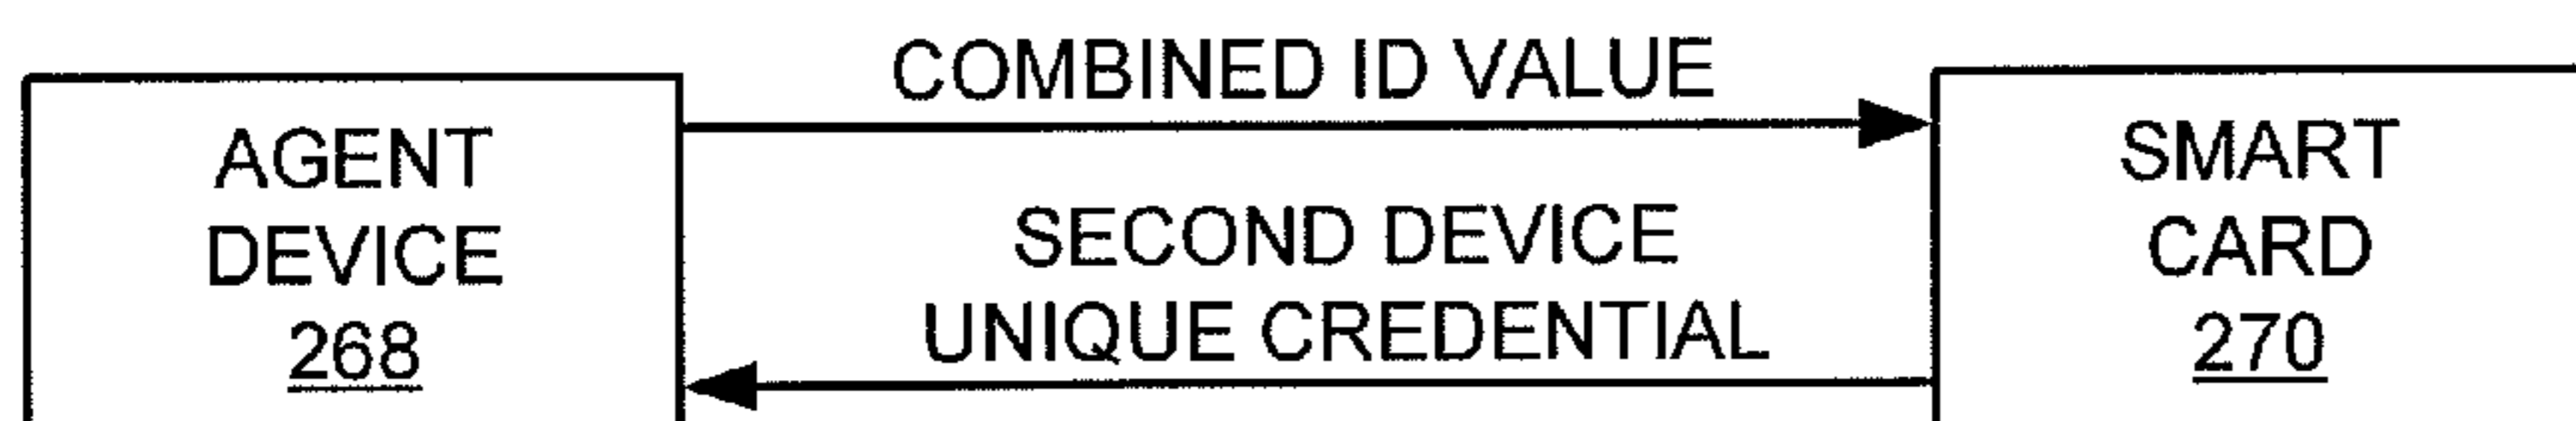 AGENT
DEVICE
268
COMBINED ID VALUE
SECOND DEVICE
UNIQUE CREDENTIAL
SMART
CARD
270